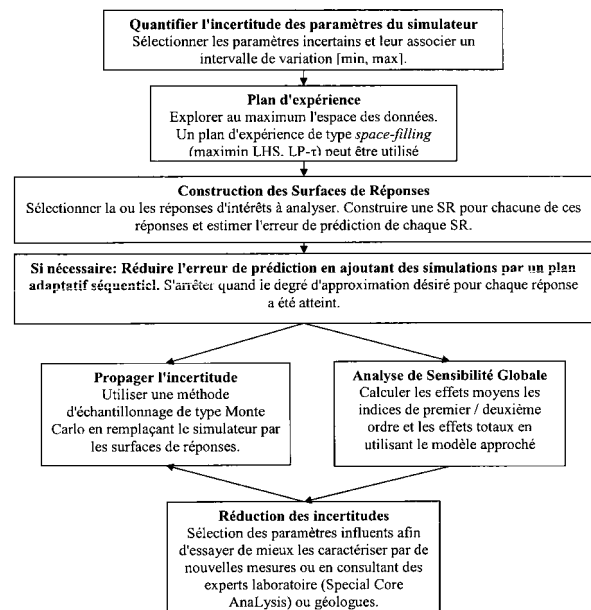 Quantifier l'incertitude des paramètres du simulateur
Sélectionner les paramètres incertains et leur associer un
intervalle de variation [min, max].
Plan d'expérience
Explorer au maximum l'espace des données.
Un plan d'expérience de type space-filling
(maximin LHS, LP-τ) peut être utilisé
Construction des Surfaces de Réponses
Sélectionner la ou les réponses d'intérêts à analyser. Construire une SR pour chacune de ces
réponses et estimer l'erreur de prédiction de chaque SR.
Si nécessaire: Réduire l'erreur de prédiction en ajoutant des simulations par un plan
adaptatif séquentiel. S'arrêter quand le degré d'approximation désiré pour chaque réponse
a été atteint.
Propager l'incertitude
Utiliser une méthode
d'échantillonnage de type Monte
Carlo en remplaçant le simulateur par
les surfaces de réponses.
Analyse de Sensibilité Globale
Calculer les effets moyens les
indices de premier / deuxième
ordre et les effets totaux en
utilisant le modèle approché
Réduction des incertitudes
Sélection des paramètres influents afin
d'essayer de mieux les caractériser par de
nouvelles mesures ou en consultant des
experts laboratoire (Special Core
AnaLysis) ou géologues.